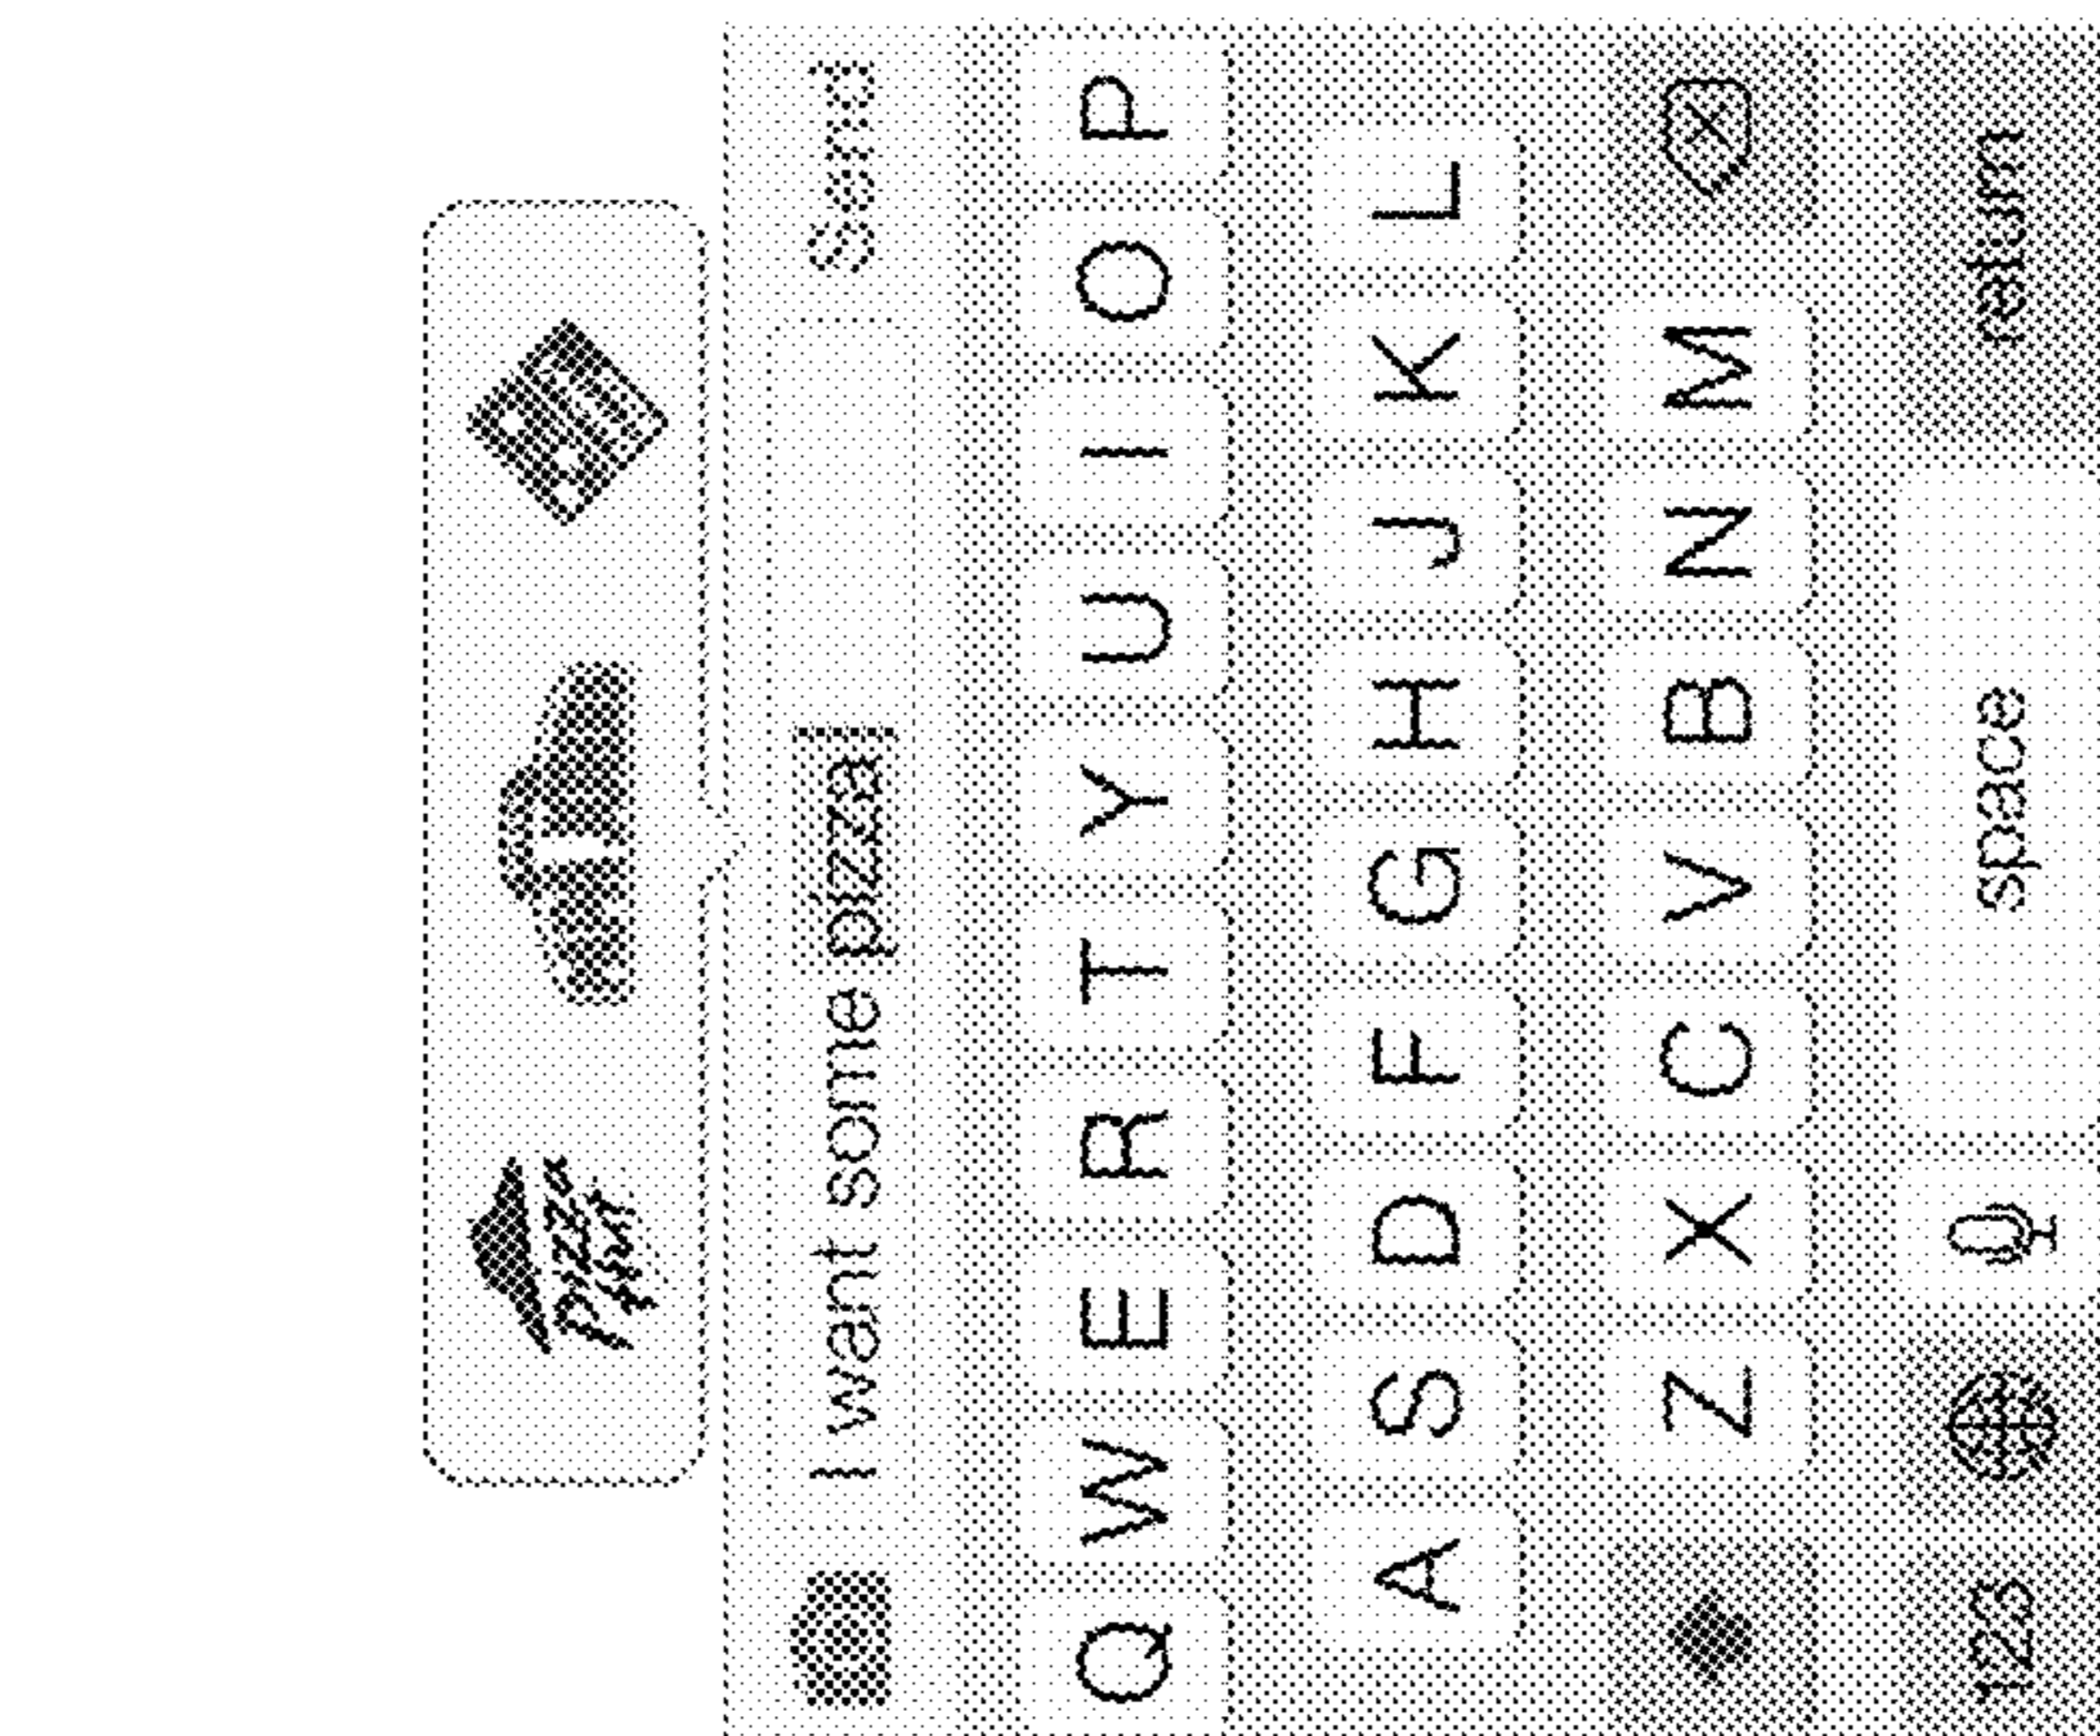 Pizza
Hut
I want some pizza
Send
Q W E R T Y U I O P
A S D F G H J K L
Z X C V B N M
123
space
return